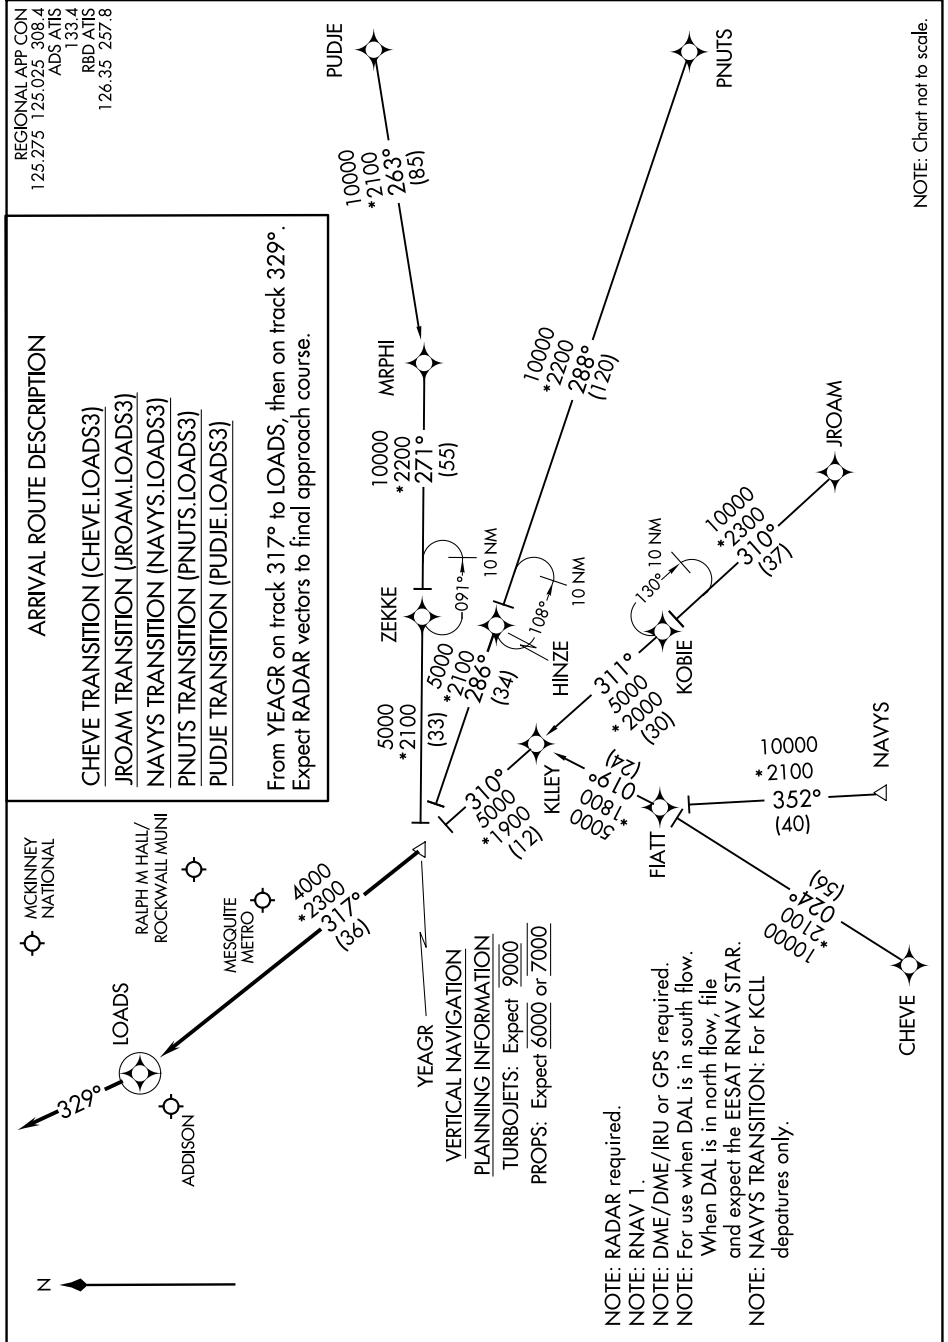 REGIONAL APP CON
125.275 125.025 308.4
ADS ATIS
133.4
RBD ATIS
126.35 257.8
ARRIVAL ROUTE DESCRIPTION
CHEVE TRANSITION (CHEVE.LOADS3)
JROAM TRANSITION (JROAM.LOADS3)
NAVYS TRANSITION (NAVYS.LOADS3)
PNUTS TRANSITION (PNUTS.LOADS3)
PUDJE TRANSITION (PUDJE.LOADS3)
From YEAGR on track 317° to LOADS, then on track 329°.
Expect RADAR vectors to final approach course.
N
329°
LOADS
ADDISON
MCKINNEY
NATIONAL
RALPH M HALL/
ROCKWALL MUNI
MESQUITE
METRO
4000
*2300
317°
(36)
YEAGR
VERTICAL NAVIGATION
PLANNING INFORMATION
TURBOJETS: Expect 9000
PROPS: Expect 6000 or 7000
PUDJE
10000
*2100
263°
(85)
MRPHI
10000
*2200
271°
(55)
ZEKKE
091°
10 NM
5000
*2100
(33)
PNUTS
10000
*2200
288°
(120)
HINZE
108°
10 NM
5000
*2100
286°
(34)
310°
5000
*1900
(12)
KLLEY
311°
5000
*2000
(30)
KOBIE
130°
10 NM
JROAM
10000
*2300
310°
(37)
(24)
019°
*1800
5000
FIATT
NAVYS
10000
*2100
352°
(40)
(56)
024°
*2100
10000
CHEVE
NOTE: RADAR required.
NOTE: RNAV 1.
NOTE: DME/DME/IRU or GPS required.
NOTE: For use when DAL is in south flow.
When DAL is in north flow, file
and expect the EESAT RNAV STAR.
NOTE: NAVYS TRANSITION: For KCLL
depatures only.
NOTE: Chart not to scale.